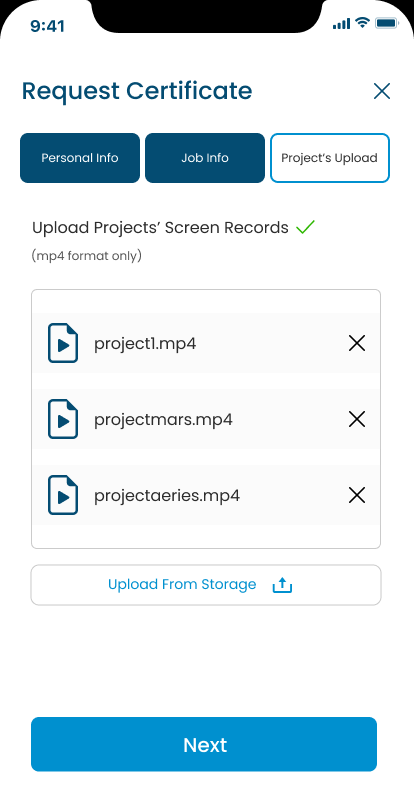 9:41
Request Certificate
Personal Info
Job Info
Project's Upload
Upload Projects’ Screen Records
(mp4 format only)
project1.mp4
projectmars.mp4
projectaeries.mp4
Upload From Storage
Next